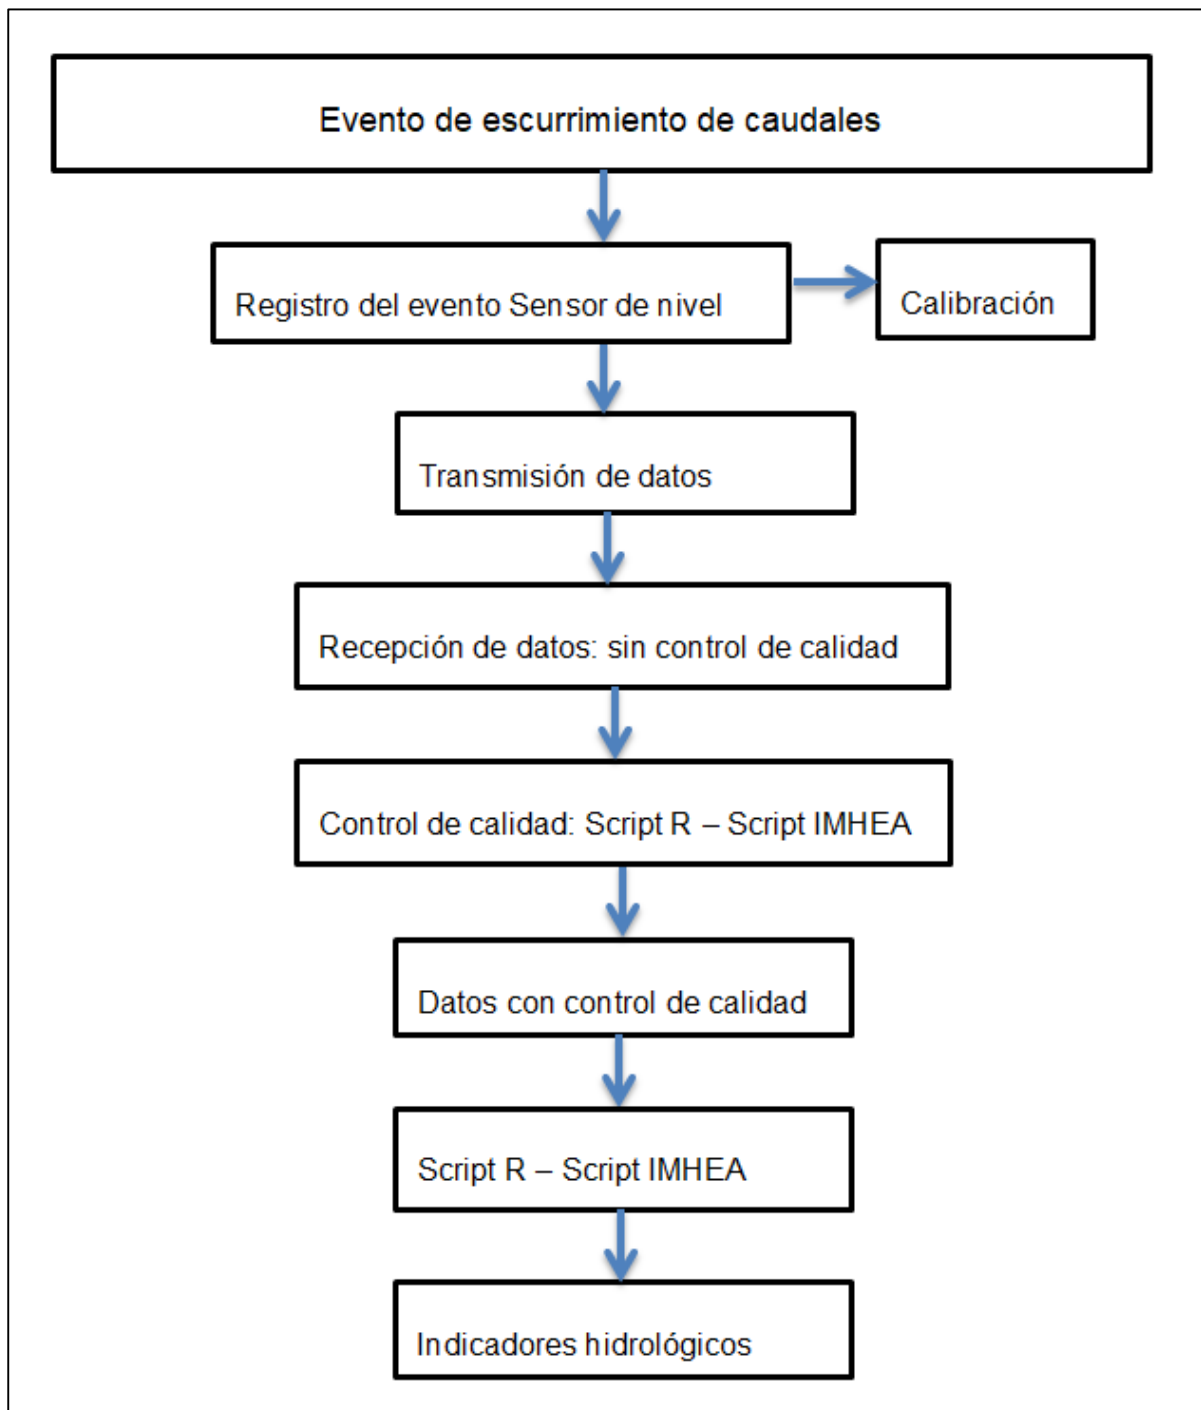 Evento de escurrimiento de caudales
Registro del evento Sensor de nivel
Calibración
Transmisión de datos
Recepción de datos: sin control de calidad
Control de calidad: Script R – Script IMHEA
Datos con control de calidad
Script R – Script IMHEA
Indicadores hidrológicos